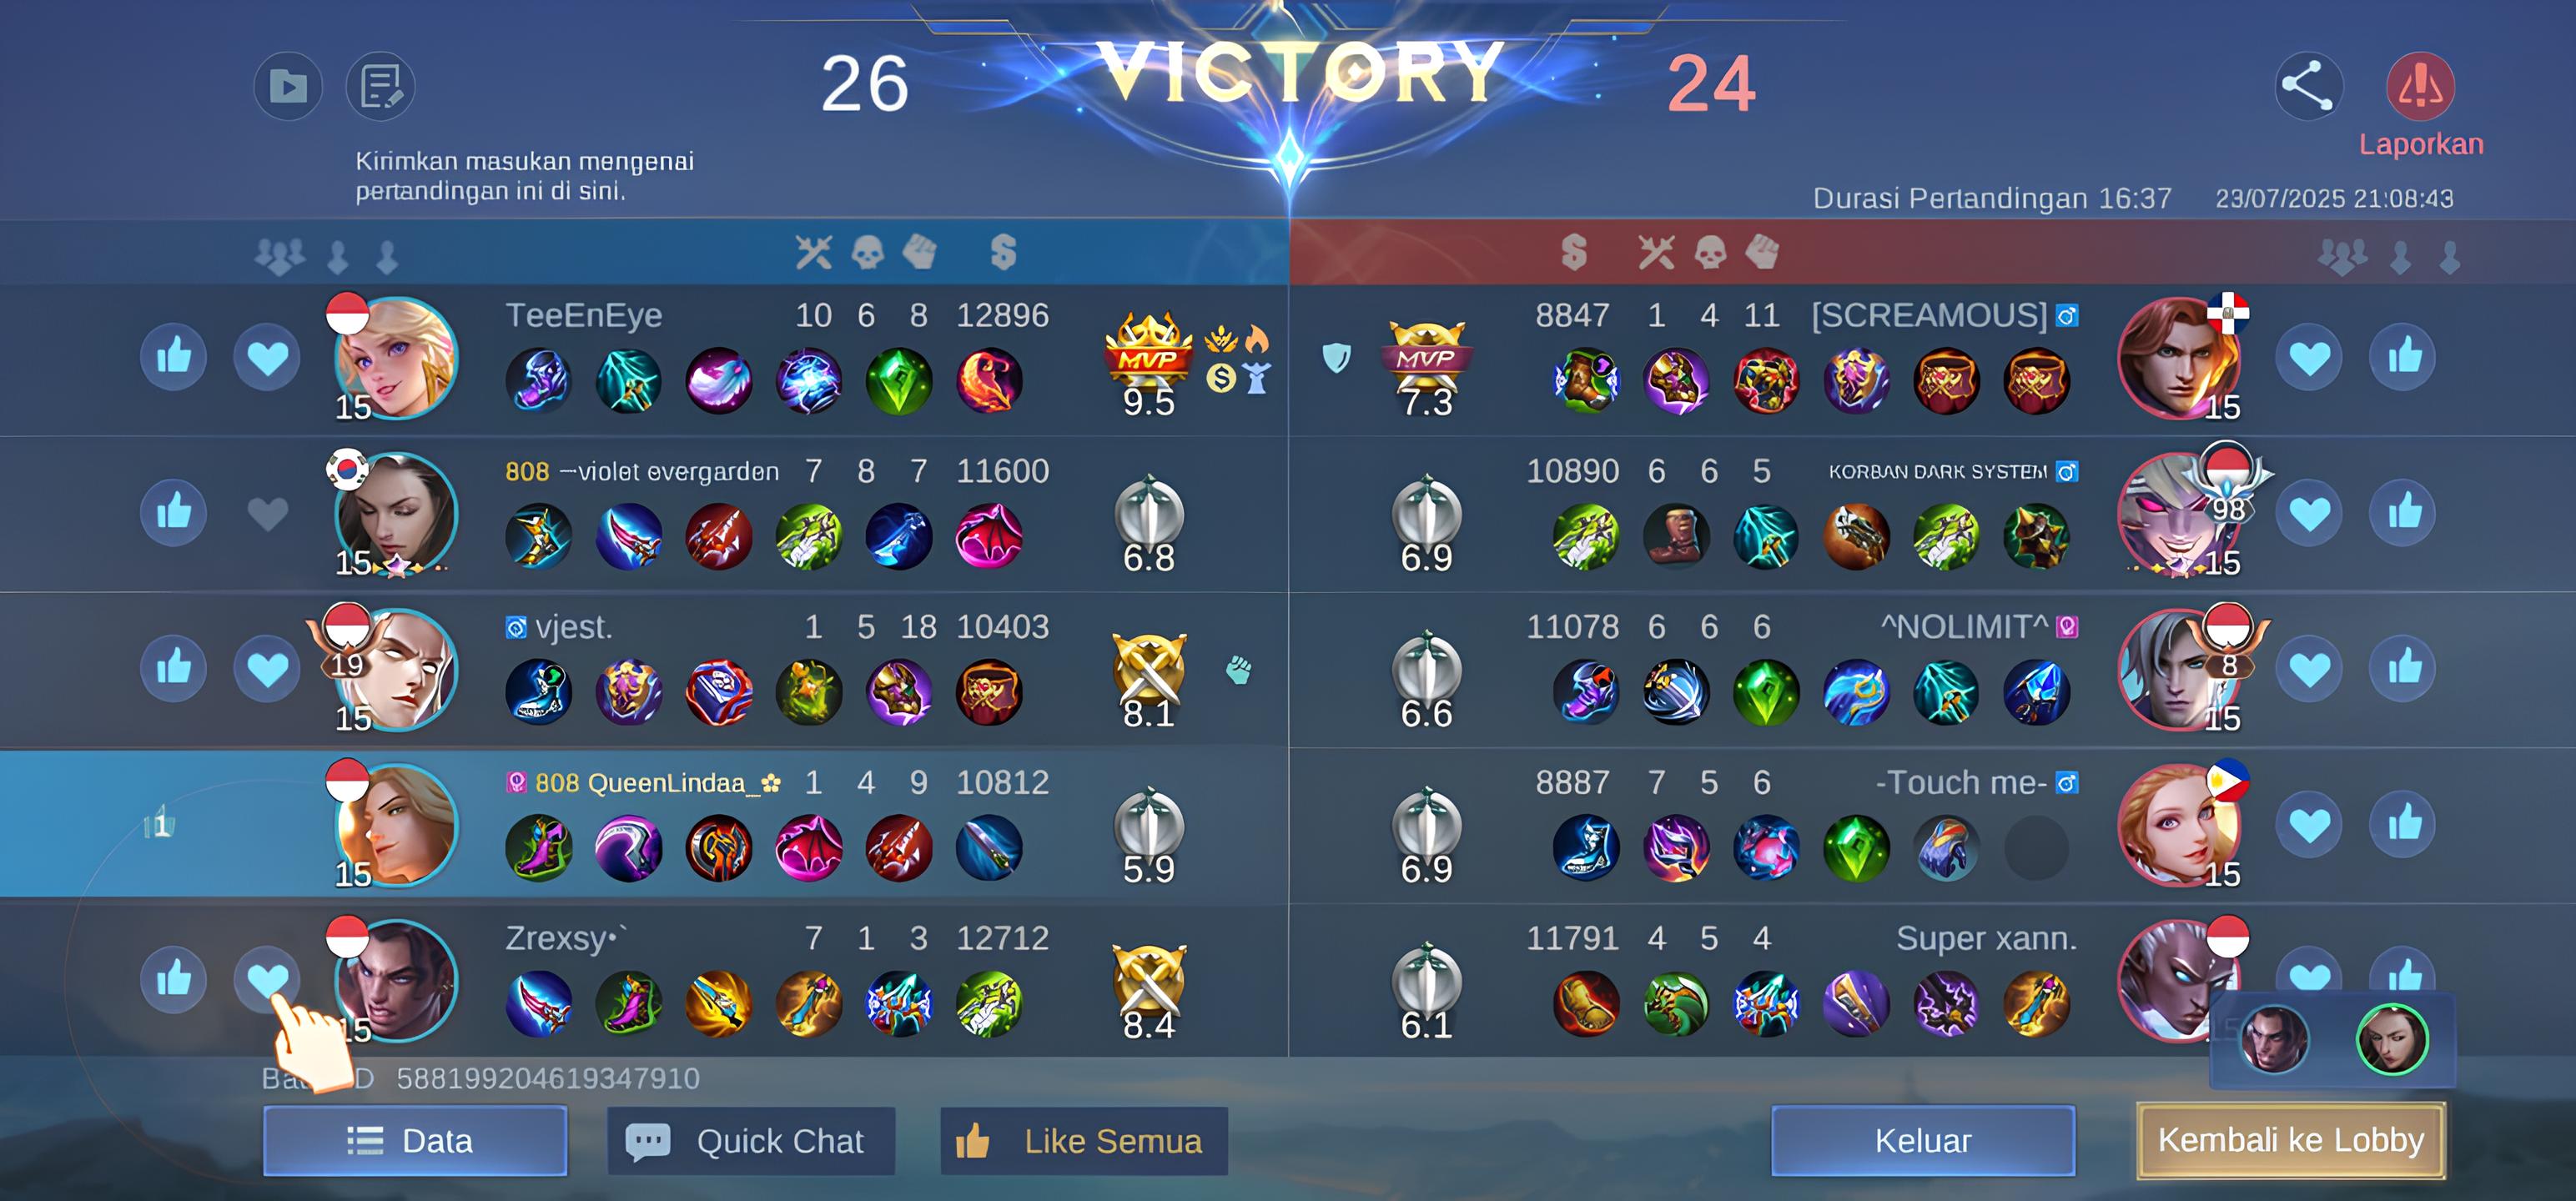 26 VICTORY 24
Laporkan
Kirimkan masukan mengenai
pertandingan ini di sini.
Durasi Pertandingan 16:37 23/07/2025 21:08:43
TeeEnEye 10 6 8 12896
15
MVP
9.5
MVP
7.3
8847 1 4 11 [SCREAMOUS]
15
808 —violet evergarden 7 8 7 11600
15
6.8
6.9
10890 6 6 5 KORBAN DARK SYSTEM
98
15
vjest. 1 5 18 10403
19
15
8.1
6.6
11078 6 6 6 ^NOLIMIT^
8
15
808 QueenLindaa_✿ 1 4 9 10812
1
15
5.9
6.9
8887 7 5 6 -Touch me-
15
Zrexsy•` 7 1 3 12712
15
8.4
6.1
11791 4 5 4 Super xann.
588199204619347910
Data
Quick Chat
Like Semua
Keluar
Kembali ke Lobby